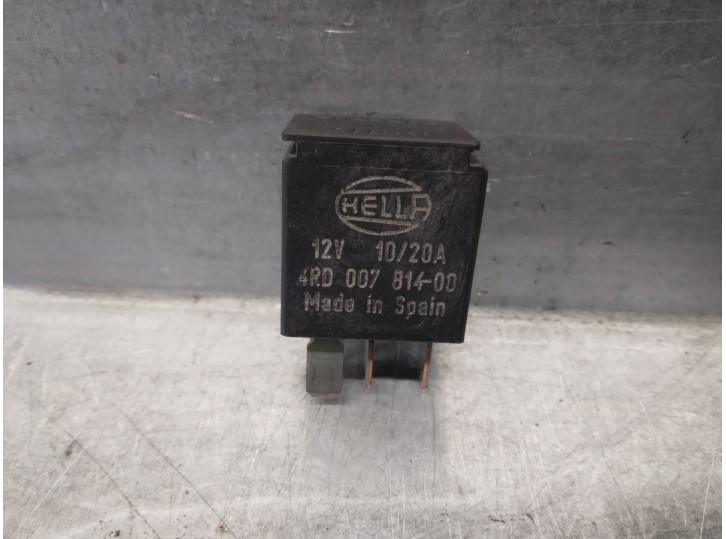 HELLA
12V 10/20A
4RD 007 814-00
Made in Spain